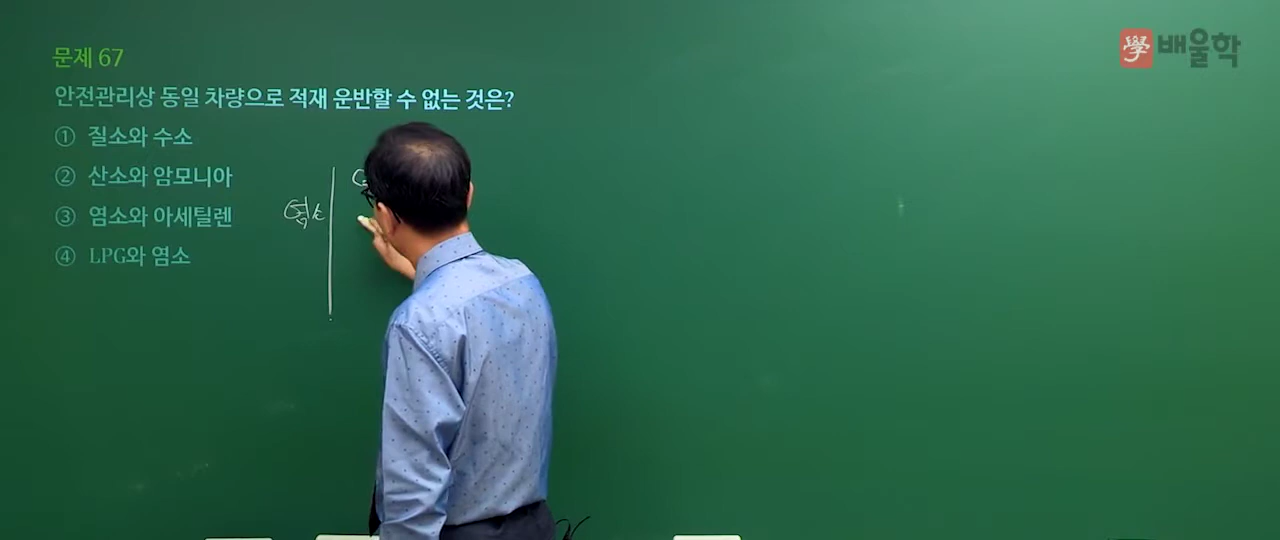 學 배울학
문제 67
안전관리상 동일 차량으로 적재 운반할 수 없는 것은?
① 질소와 수소
② 산소와 암모니아
③ 염소와 아세틸렌
④ LPG와 염소
염소